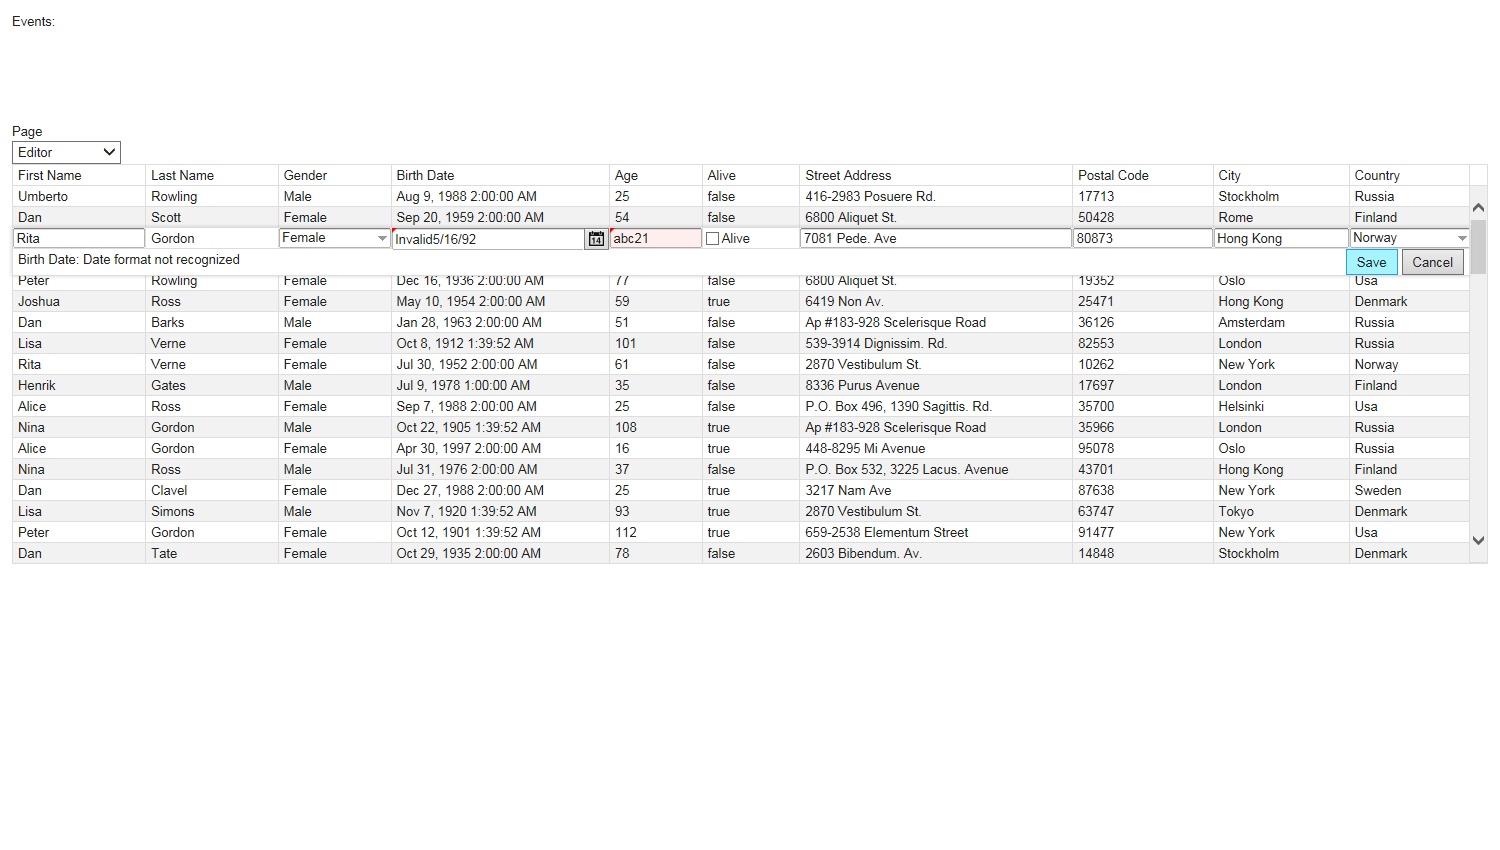 Events:
Page
Editor
First Name Last Name Gender Birth Date Age Alive Street Address Postal Code City Country
Umberto Rowling Male Aug 9, 1988 2:00:00 AM 25 false 416-2983 Posuere Rd. 17713 Stockholm Russia
Dan Scott Female Sep 20, 1959 2:00:00 AM 54 false 6800 Aliquet St. 50428 Rome Finland
Rita Gordon Female Invalid5/16/92 14 abc21 Alive 7081 Pede. Ave 80873 Hong Kong Norway
Birth Date: Date format not recognized Save Cancel
Peter Rowling Female Dec 16, 1936 2:00:00 AM 77 false 6800 Aliquet St. 19352 Oslo Usa
Joshua Ross Female May 10, 1954 2:00:00 AM 59 true 6419 Non Av. 25471 Hong Kong Denmark
Dan Barks Male Jan 28, 1963 2:00:00 AM 51 false Ap #183-928 Scelerisque Road 36126 Amsterdam Russia
Lisa Verne Female Oct 8, 1912 1:39:52 AM 101 false 539-3914 Dignissim. Rd. 82553 London Russia
Rita Verne Female Jul 30, 1952 2:00:00 AM 61 false 2870 Vestibulum St. 10262 New York Norway
Henrik Gates Male Jul 9, 1978 1:00:00 AM 35 false 8336 Purus Avenue 17697 London Finland
Alice Ross Female Sep 7, 1988 2:00:00 AM 25 false P.O. Box 496, 1390 Sagittis. Rd. 35700 Helsinki Usa
Nina Gordon Male Oct 22, 1905 1:39:52 AM 108 true Ap #183-928 Scelerisque Road 35966 London Russia
Alice Gordon Female Apr 30, 1997 2:00:00 AM 16 true 448-8295 Mi Avenue 95078 Oslo Russia
Nina Ross Male Jul 31, 1976 2:00:00 AM 37 false P.O. Box 532, 3225 Lacus. Avenue 43701 Hong Kong Finland
Dan Clavel Female Dec 27, 1988 2:00:00 AM 25 true 3217 Nam Ave 87638 New York Sweden
Lisa Simons Male Nov 7, 1920 1:39:52 AM 93 true 2870 Vestibulum St. 63747 Tokyo Denmark
Peter Gordon Female Oct 12, 1901 1:39:52 AM 112 true 659-2538 Elementum Street 91477 New York Usa
Dan Tate Female Oct 29, 1935 2:00:00 AM 78 false 2603 Bibendum. Av. 14848 Stockholm Denmark